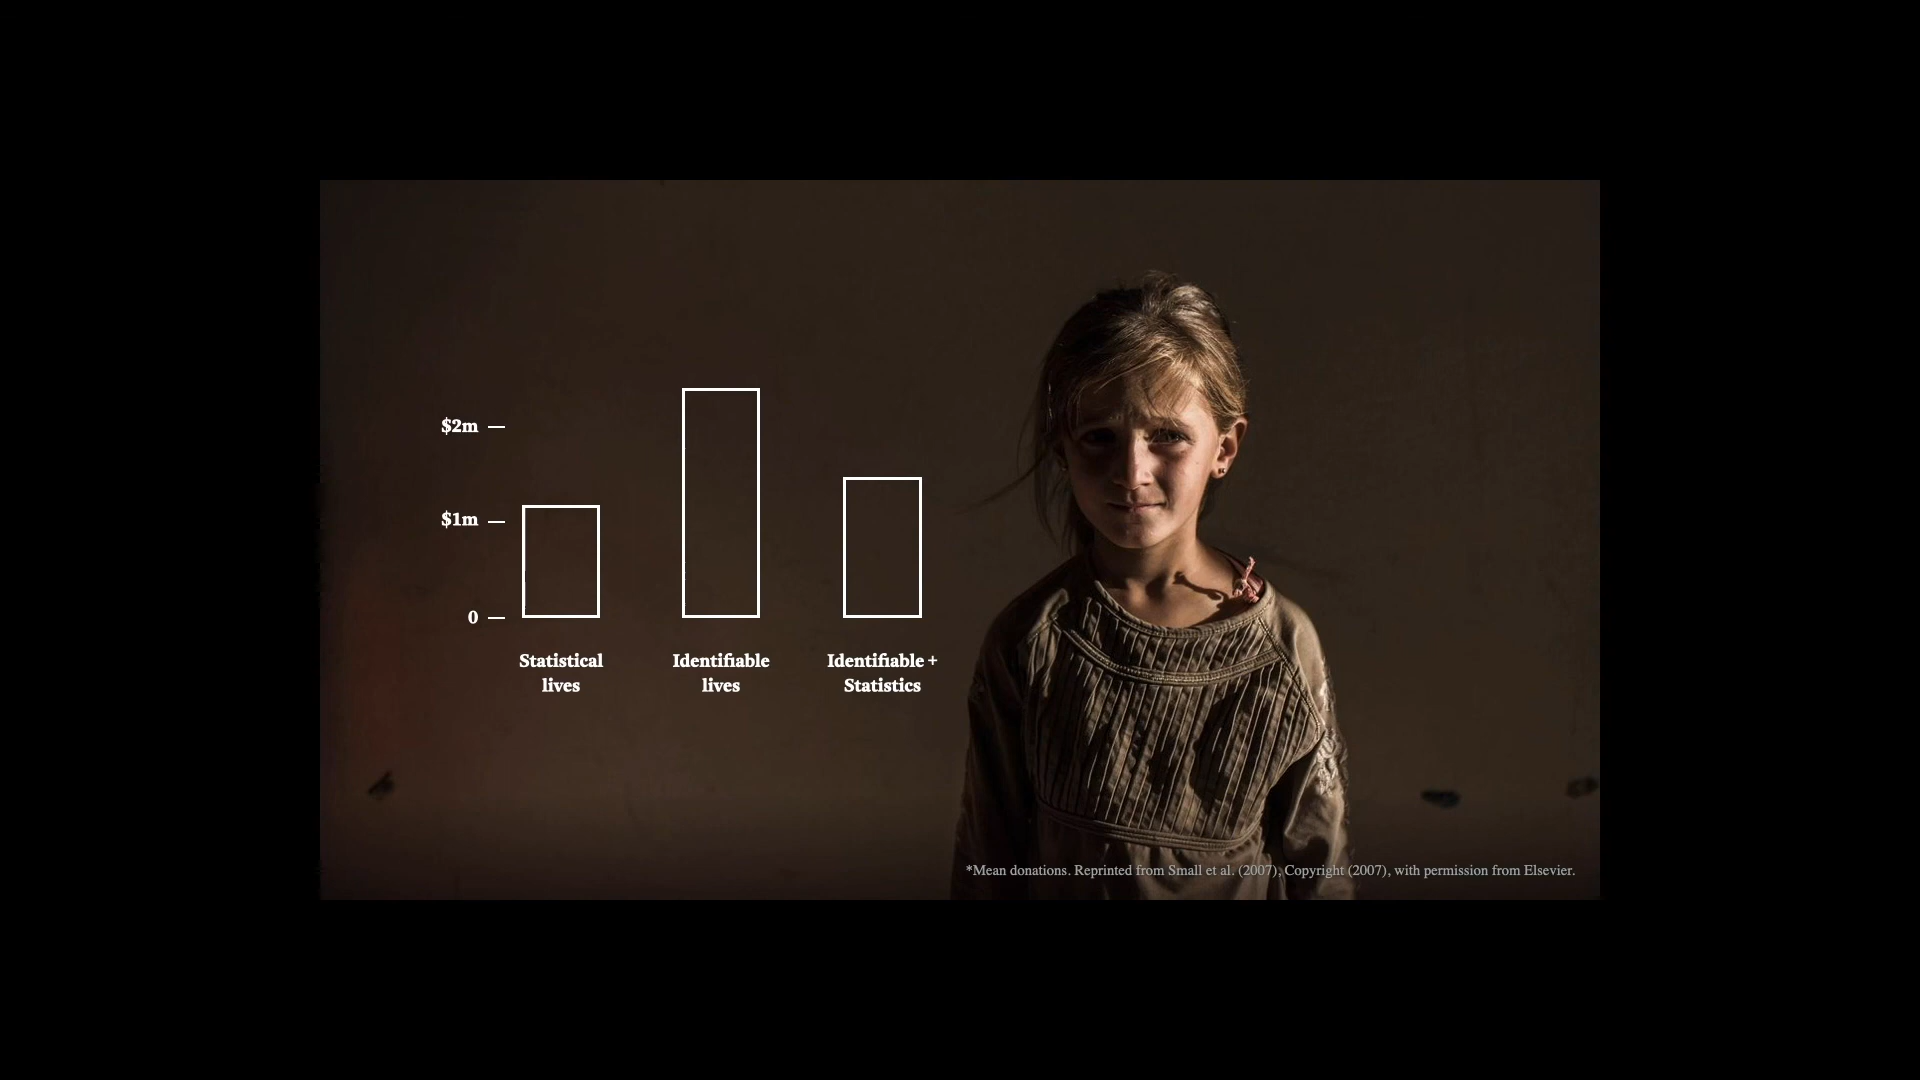 $2m
$1m
0
Statistical
lives
Identifiable
lives
Identifiable +
Statistics
*Mean donations. Reprinted from Small et al. (2007), Copyright (2007), with permission from Elsevier.